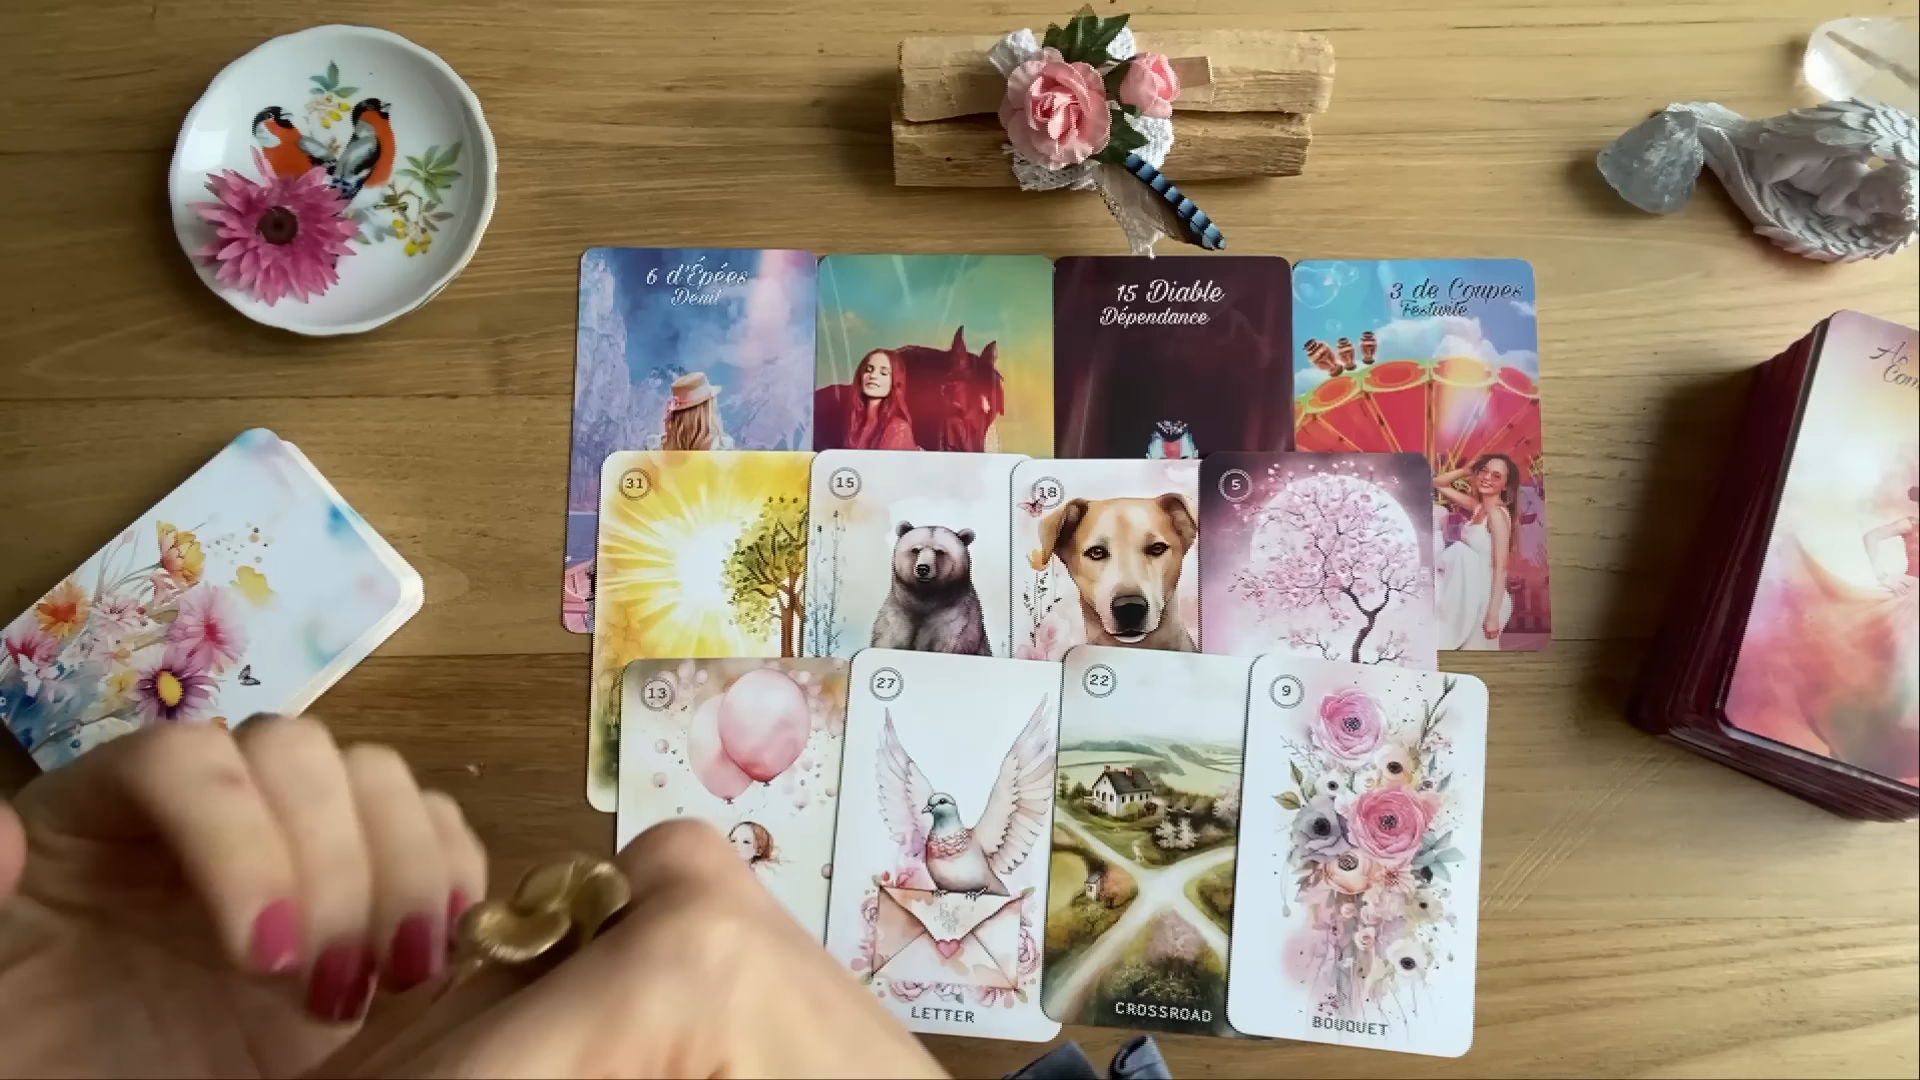 6 d'Épées
Deuil
15 Diable
Dépendance
3 de Coupes
Festivité
As
31
15
18
5
13
27
22
9
LETTER
CROSSROAD
BOUQUET